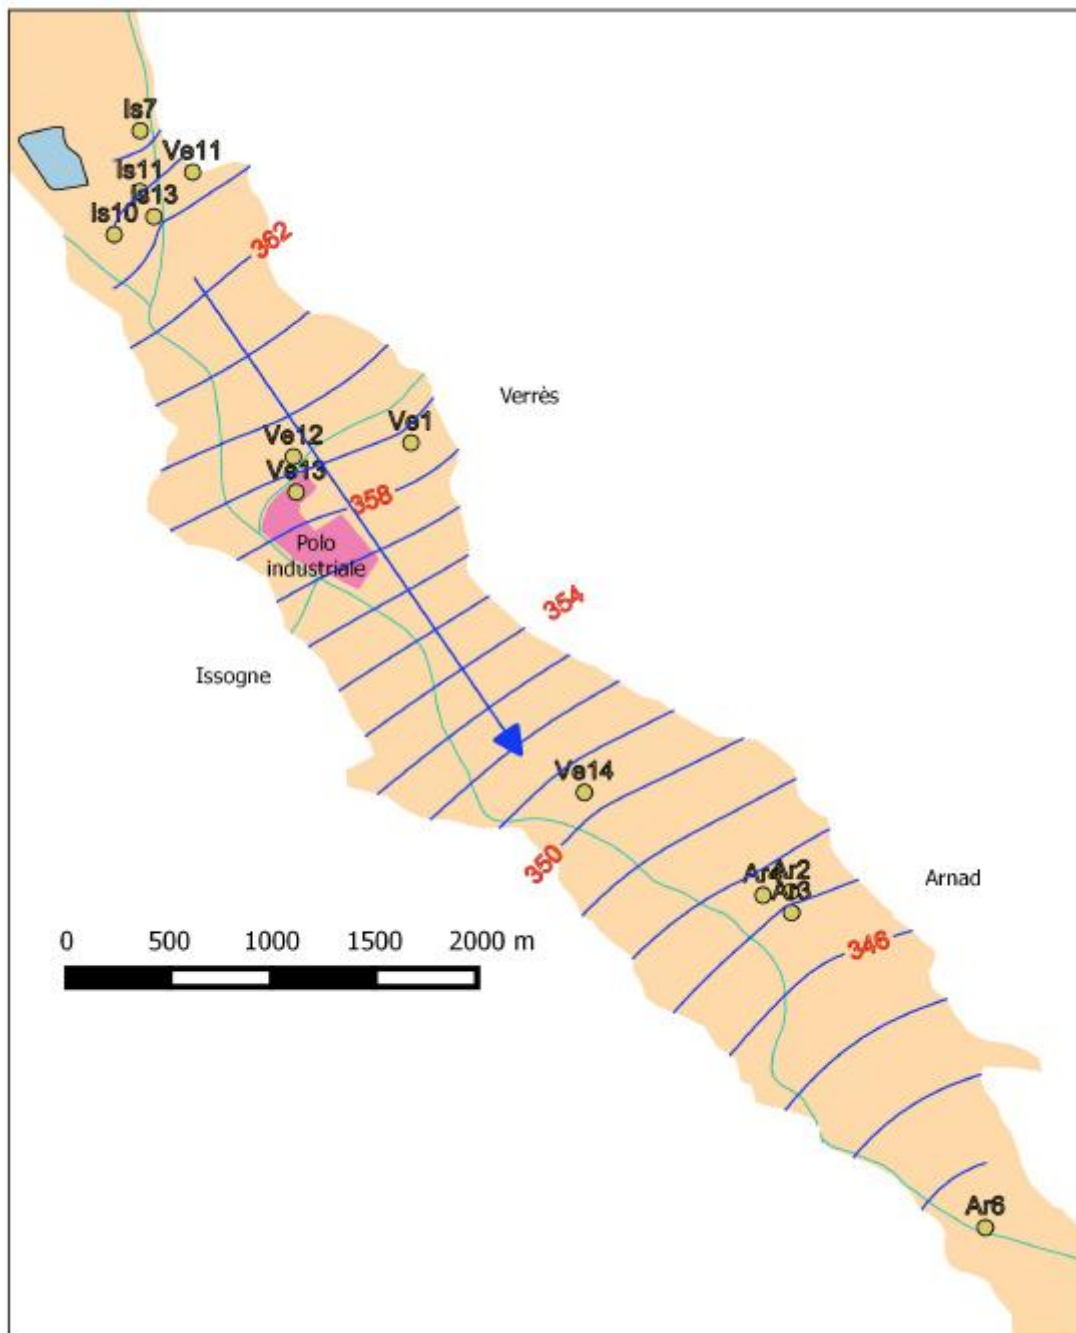 Is7
Ve11
Is11
Is13
Is10
362
Verrès
Ve1
Ve12
Ve13
358
Polo
industriale
354
Issogne
Ve14
350
Ar2
Ar3
Arnad
346
0 500 1000 1500 2000 m
Ar6